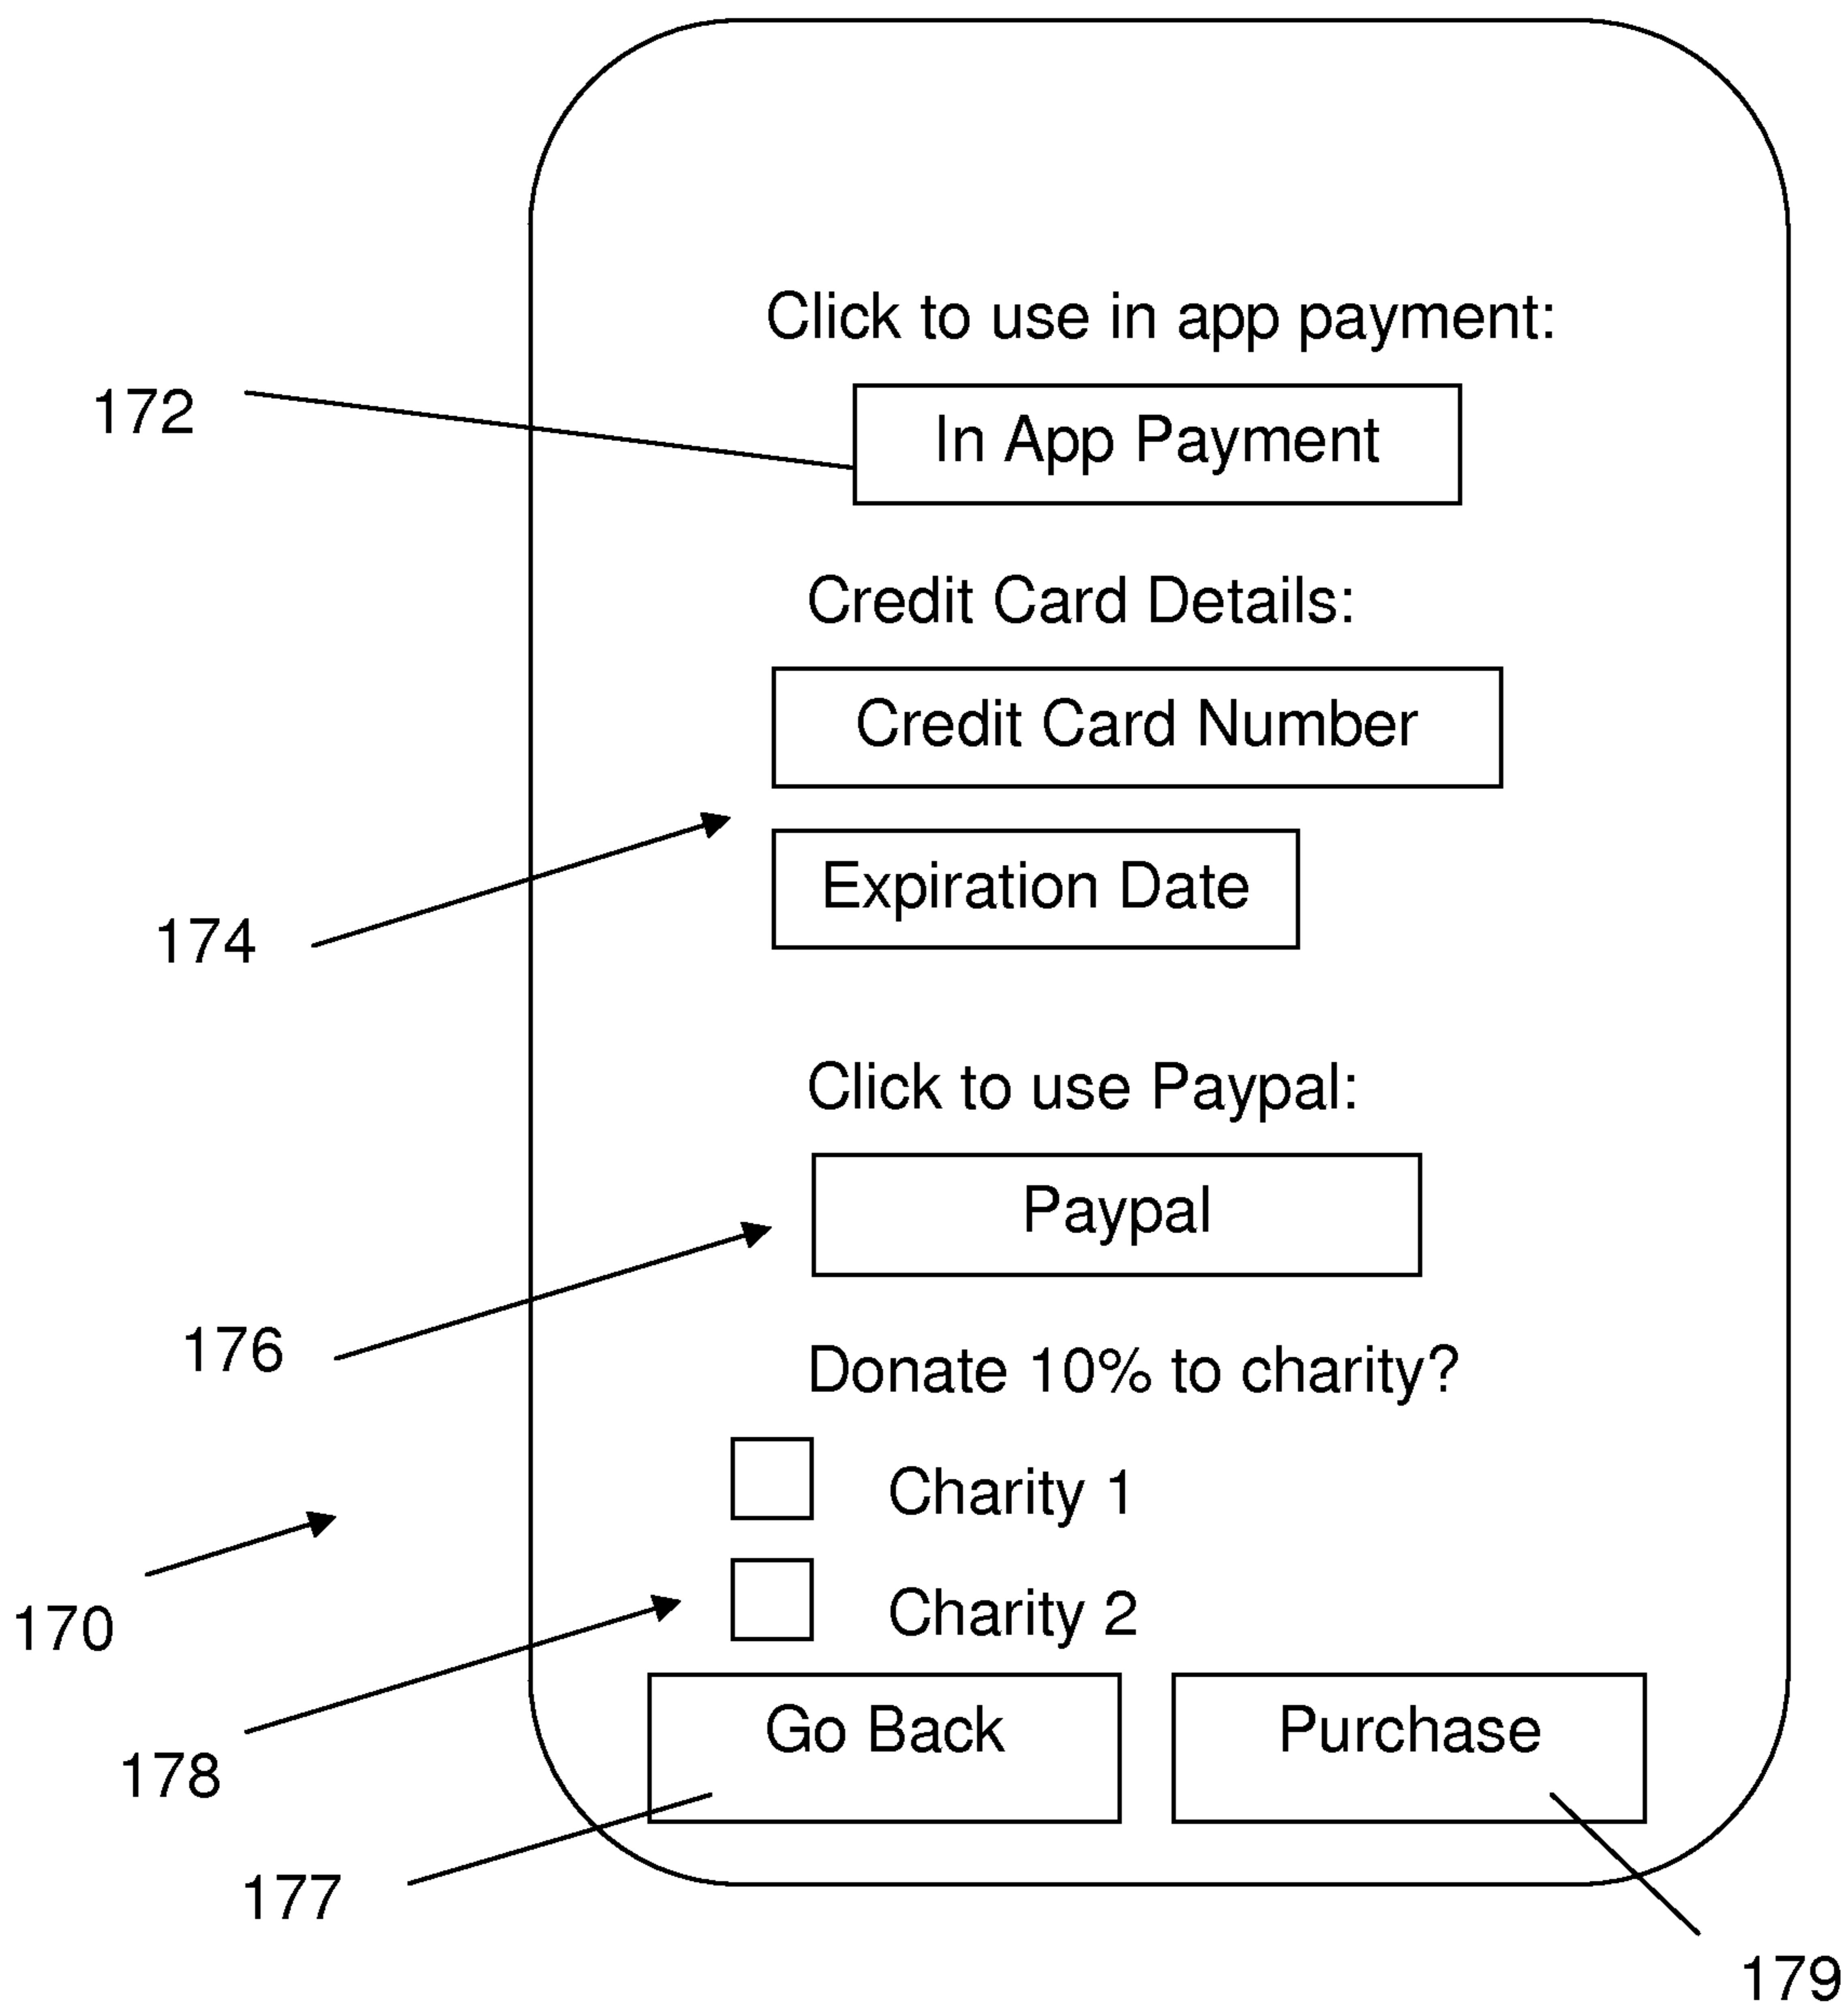 Click to use in app payment:
172
In App Payment
Credit Card Details:
Credit Card Number
Expiration Date
174
Click to use Paypal:
Paypal
176
Donate 10% to charity?
Charity 1
170
Charity 2
Go Back
Purchase
178
177
179